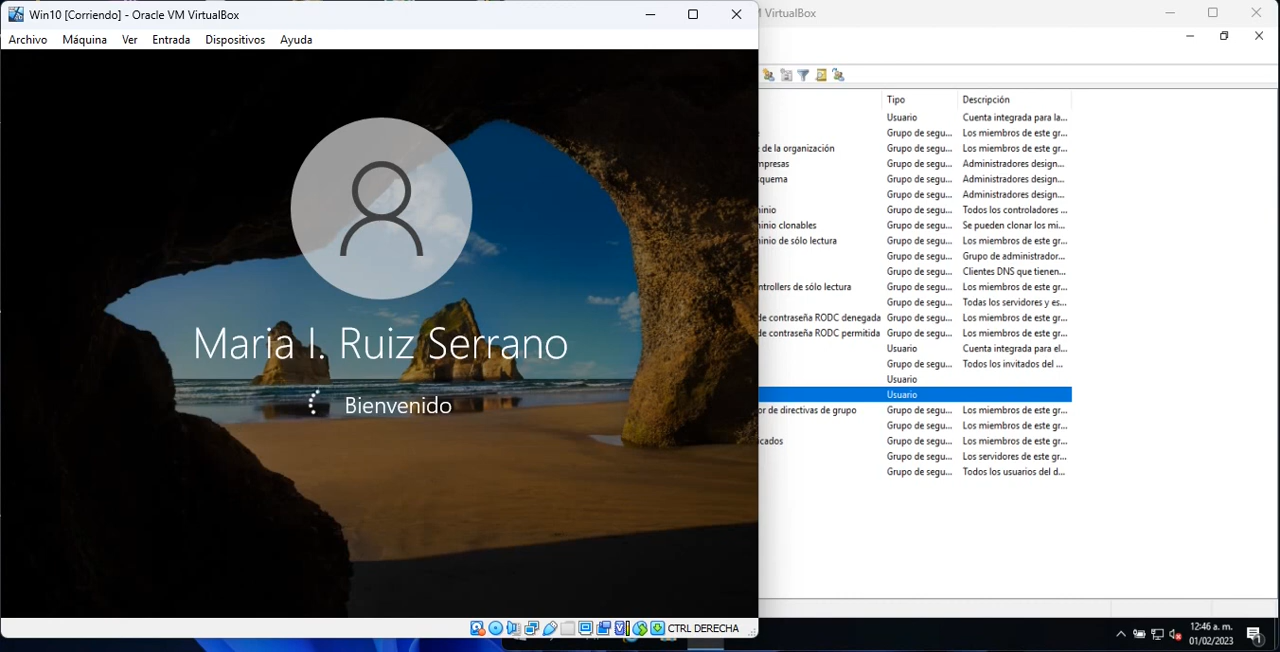 Win10 [Corriendo] - Oracle VM VirtualBox
Archivo Máquina Ver Entrada Dispositivos Ayuda
Maria I. Ruiz Serrano
Bienvenido
CTRL DERECHA
VirtualBox
Tipo Descripción
Usuario Cuenta integrada para la...
Grupo de segu... Los miembros de este gr...
e de la organización Grupo de segu... Los miembros de este gr...
mpresas Grupo de segu... Administradores design...
squema Grupo de segu... Administradores design...
Grupo de segu... Administradores design...
minio Grupo de segu... Todos los controladores ...
minio clonables Grupo de segu... Se pueden clonar los mi...
minio de sólo lectura Grupo de segu... Los miembros de este gr...
Grupo de segu... Grupo de administrador...
Grupo de segu... Clientes DNS que tienen...
ntrollers de sólo lectura Grupo de segu... Los miembros de este gr...
Grupo de segu... Todas los servidores y es...
de contraseña RODC denegada Grupo de segu... Los miembros de este gr...
de contraseña RODC permitida Grupo de segu... Los miembros de este gr...
Usuario Cuenta integrada para el...
Grupo de segu... Todos los invitados del ...
Usuario
Usuario
or de directivas de grupo Grupo de segu... Los miembros de este gr...
Grupo de segu... Los miembros de este gr...
icados Grupo de segu... Los miembros de este gr...
Grupo de segu... Los servidores de este gr...
Grupo de segu... Todos los usuarios del d...
12:46 a. m.
01/02/2023
1